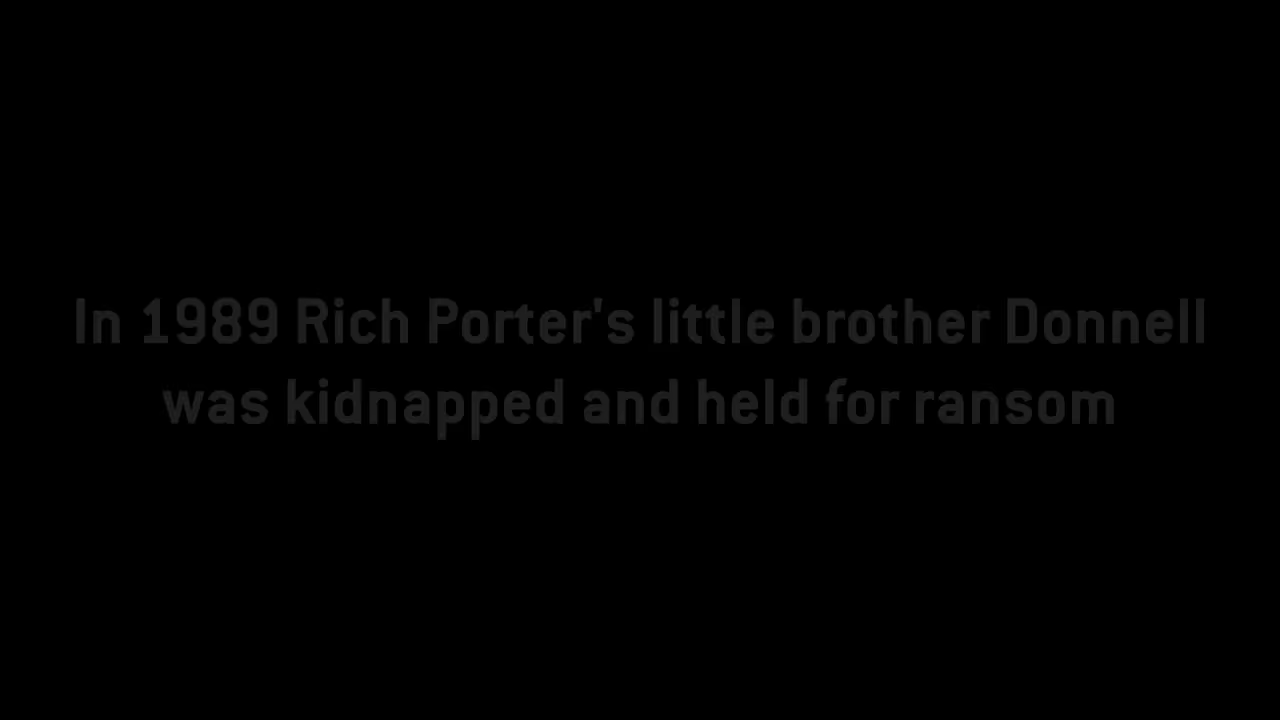 In 1989 Rich Porter's little brother Donnell
was kidnapped and held for ransom